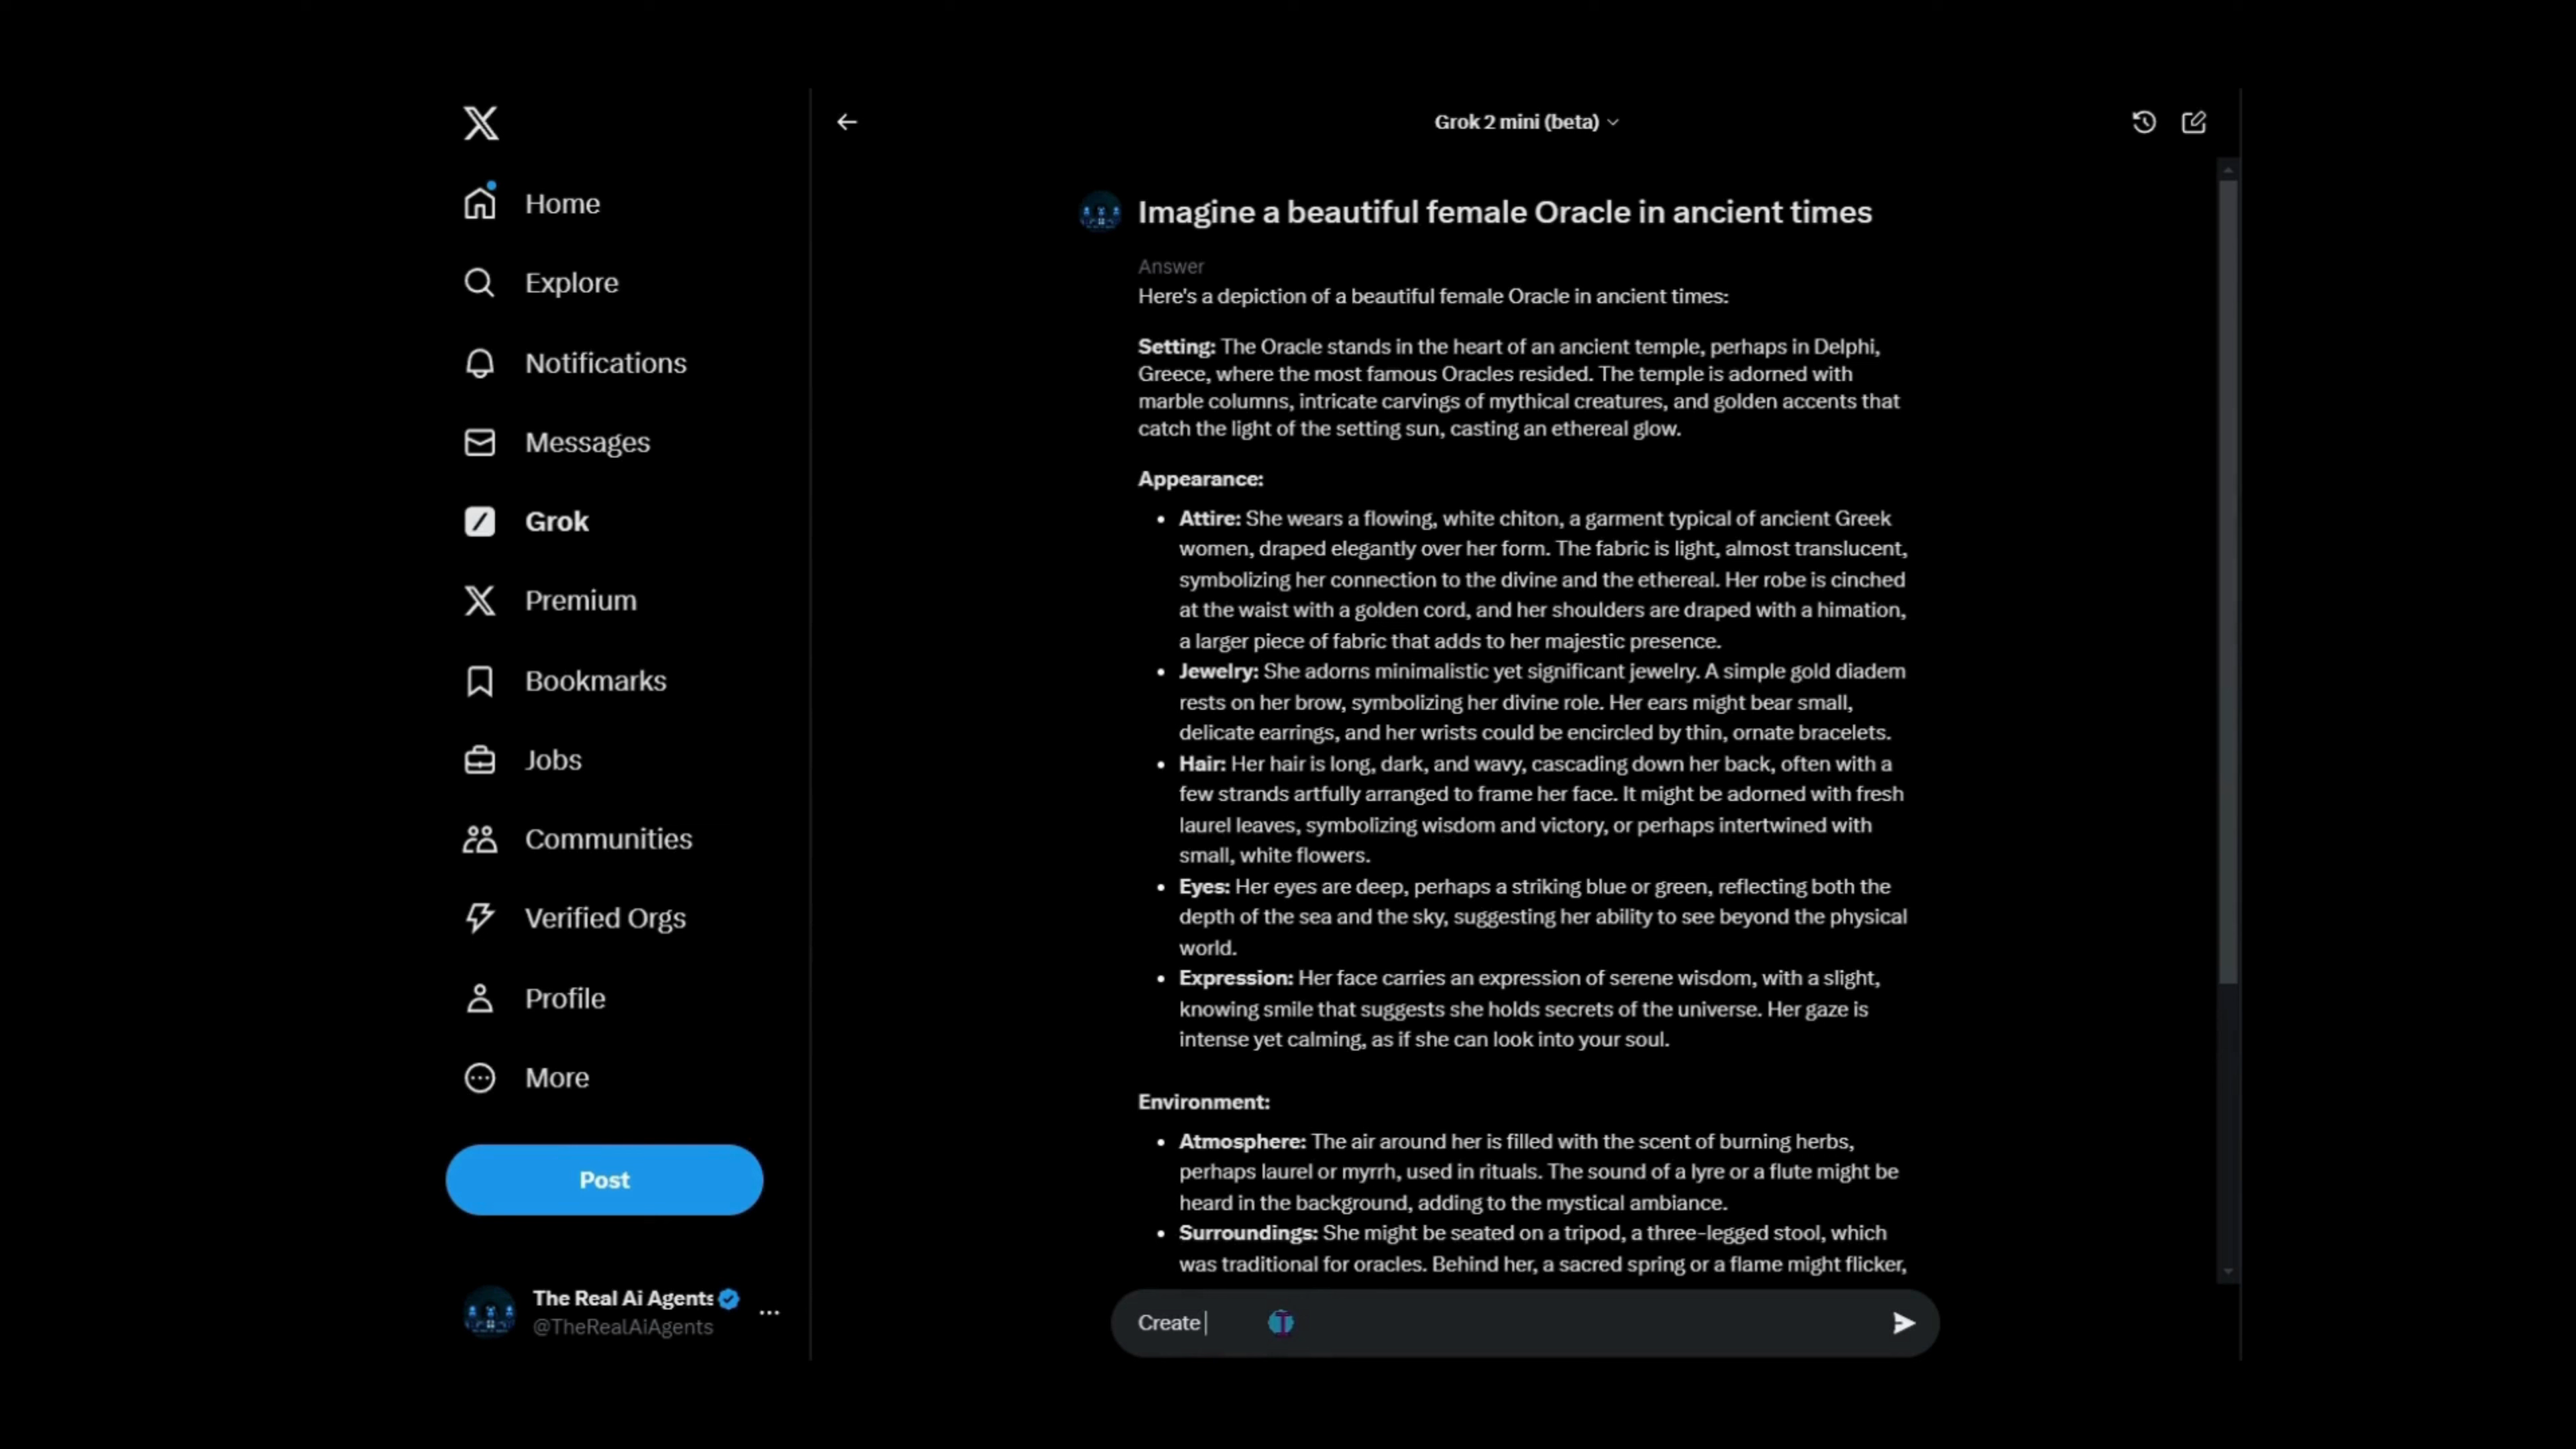 Home
Explore
Notifications
Messages
Grok
Premium
Bookmarks
Jobs
Communities
Verified Orgs
Profile
More
Post
The Real Ai Agents
@TheRealAiAgents
Grok 2 mini (beta)
Imagine a beautiful female Oracle in ancient times
Answer
Here's a depiction of a beautiful female Oracle in ancient times:
Setting: The Oracle stands in the heart of an ancient temple, perhaps in Delphi,
Greece, where the most famous Oracles resided. The temple is adorned with
marble columns, intricate carvings of mythical creatures, and golden accents that
catch the light of the setting sun, casting an ethereal glow.
Appearance:
• Attire: She wears a flowing, white chiton, a garment typical of ancient Greek
women, draped elegantly over her form. The fabric is light, almost translucent,
symbolizing her connection to the divine and the ethereal. Her robe is cinched
at the waist with a golden cord, and her shoulders are draped with a himation,
a larger piece of fabric that adds to her majestic presence.
• Jewelry: She adorns minimalistic yet significant jewelry. A simple gold diadem
rests on her brow, symbolizing her divine role. Her ears might bear small,
delicate earrings, and her wrists could be encircled by thin, ornate bracelets.
• Hair: Her hair is long, dark, and wavy, cascading down her back, often with a
few strands artfully arranged to frame her face. It might be adorned with fresh
laurel leaves, symbolizing wisdom and victory, or perhaps intertwined with
small, white flowers.
• Eyes: Her eyes are deep, perhaps a striking blue or green, reflecting both the
depth of the sea and the sky, suggesting her ability to see beyond the physical
world.
• Expression: Her face carries an expression of serene wisdom, with a slight,
knowing smile that suggests she holds secrets of the universe. Her gaze is
intense yet calming, as if she can look into your soul.
Environment:
• Atmosphere: The air around her is filled with the scent of burning herbs,
perhaps laurel or myrrh, used in rituals. The sound of a lyre or a flute might be
heard in the background, adding to the mystical ambiance.
• Surroundings: She might be seated on a tripod, a three-legged stool, which
was traditional for oracles. Behind her, a sacred spring or a flame might flicker,
Create